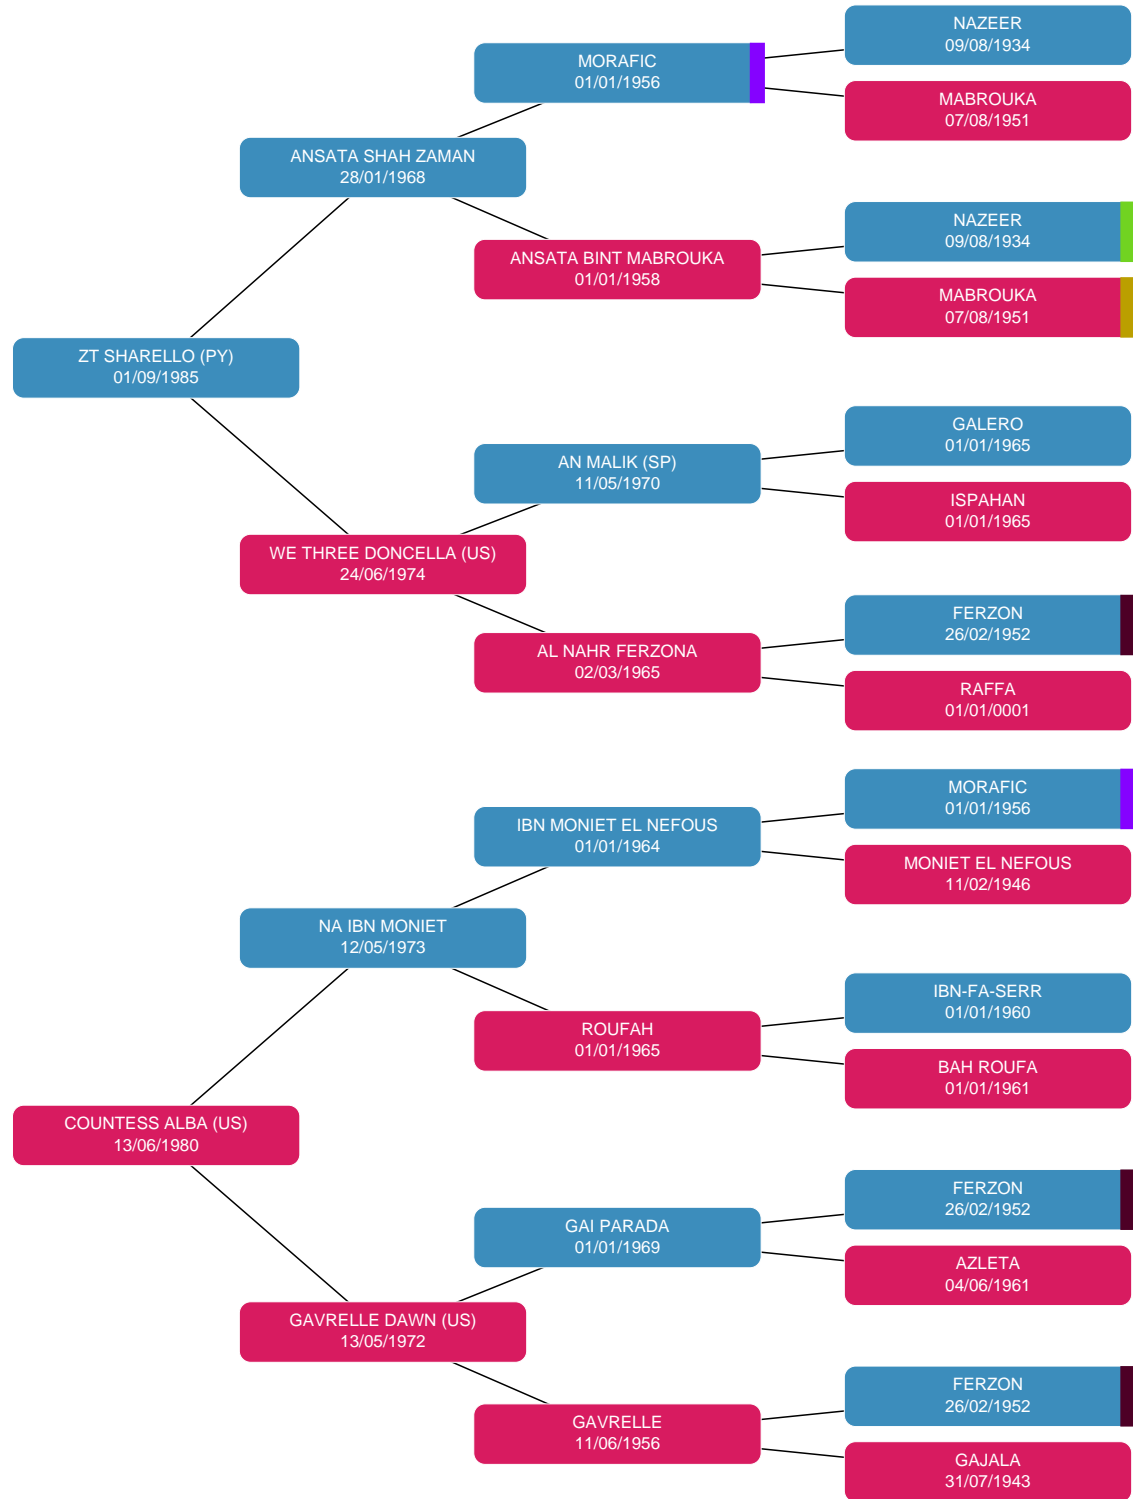 NAZEER
09/08/1934
MORAFIC
01/01/1956
MABROUKA
07/08/1951
ANSATA SHAH ZAMAN
28/01/1968
NAZEER
09/08/1934
ANSATA BINT MABROUKA
01/01/1958
MABROUKA
07/08/1951
ZT SHARELLO (PY)
01/09/1985
GALERO
01/01/1965
AN MALIK (SP)
11/05/1970
ISPAHAN
01/01/1965
WE THREE DONCELLA (US)
24/06/1974
FERZON
26/02/1952
AL NAHR FERZONA
02/03/1965
RAFFA
01/01/0001
MORAFIC
01/01/1956
IBN MONIET EL NEFOUS
01/01/1964
MONIET EL NEFOUS
11/02/1946
NA IBN MONIET
12/05/1973
IBN-FA-SERR
01/01/1960
ROUFAH
01/01/1965
BAH ROUFA
01/01/1961
COUNTESS ALBA (US)
13/06/1980
FERZON
26/02/1952
GAI PARADA
01/01/1969
AZLETA
04/06/1961
GAVRELLE DAWN (US)
13/05/1972
FERZON
26/02/1952
GAVRELLE
11/06/1956
GAJALA
31/07/1943